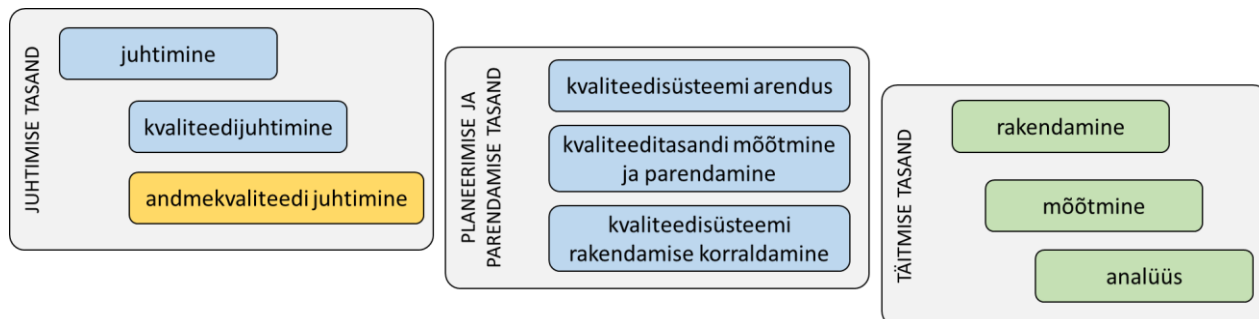 JUHTIMISE TASAND
juhtimine
kvaliteedijuhtimine
andmekvaliteedi juhtimine
PLANEERIMISE JA
PARENDAMISE TASAND
kvaliteedisüsteemi arendus
kvaliteeditasandi mõõtmine
ja parendamine
kvaliteedisüsteemi
rakendamise korraldamine
TÄITMISE TASAND
rakendamine
mõõtmine
analüüs